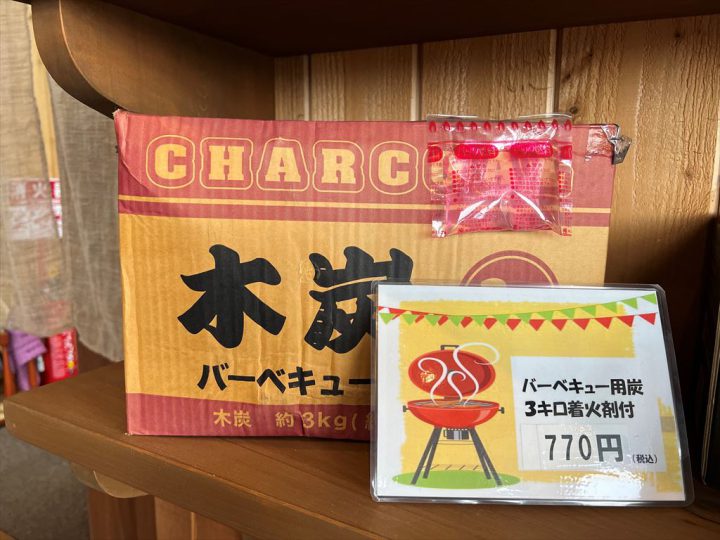 CHARC
木炭
バーベキュー
木炭 約3kg(
バーベキュー用炭
3キロ着火剤付
770円
(税込)